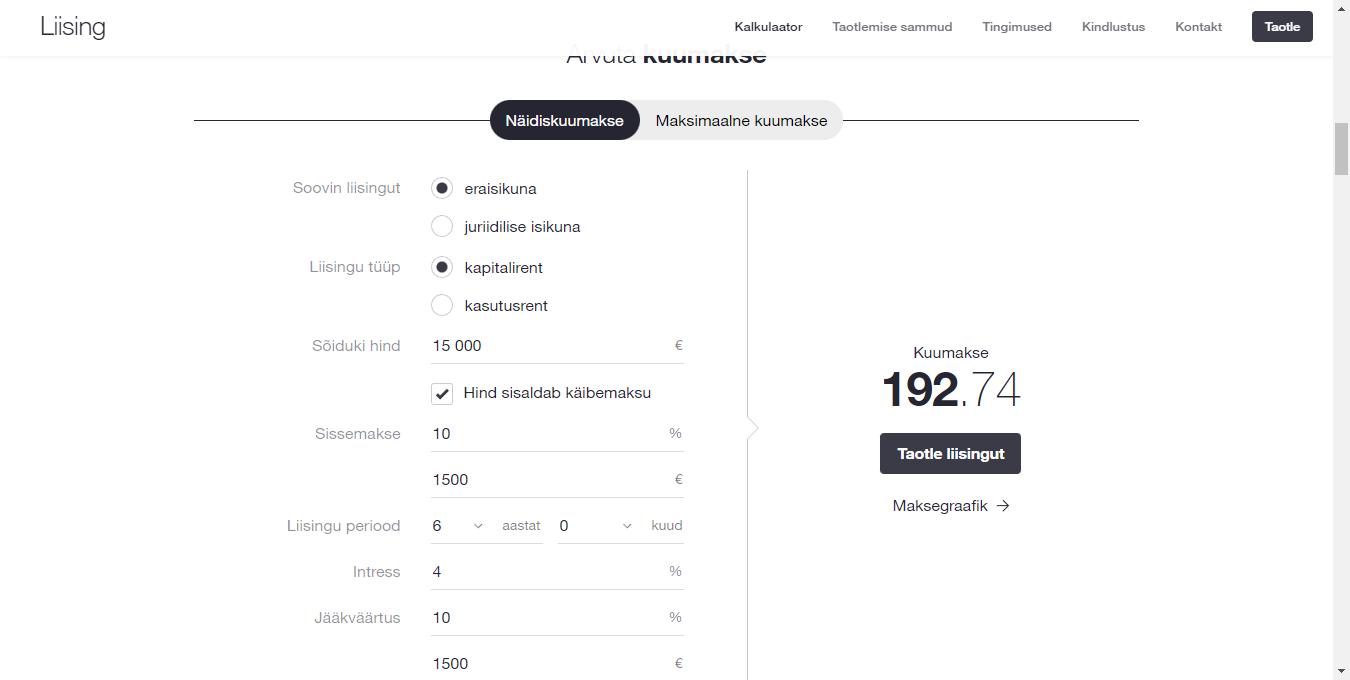 Liising
Kalkulaator Taotlemise sammud Tingimused Kindlustus Kontakt Taotle
Arvuta kuumakse
Näidiskuumakse Maksimaalne kuumakse
Soovin liisingut eraisikuna
juriidilise isikuna
Liisingu tüüp kapitalirent
kasutusrent
Sõiduki hind 15 000 €
Hind sisaldab käibemaksu
Sissemakse 10 %
1500 €
Liisingu periood 6 aastat 0 kuud
Intress 4 %
Jääkväärtus 10 %
1500 €
Kuumakse
192.74
Taotle liisingut
Maksegraafik →